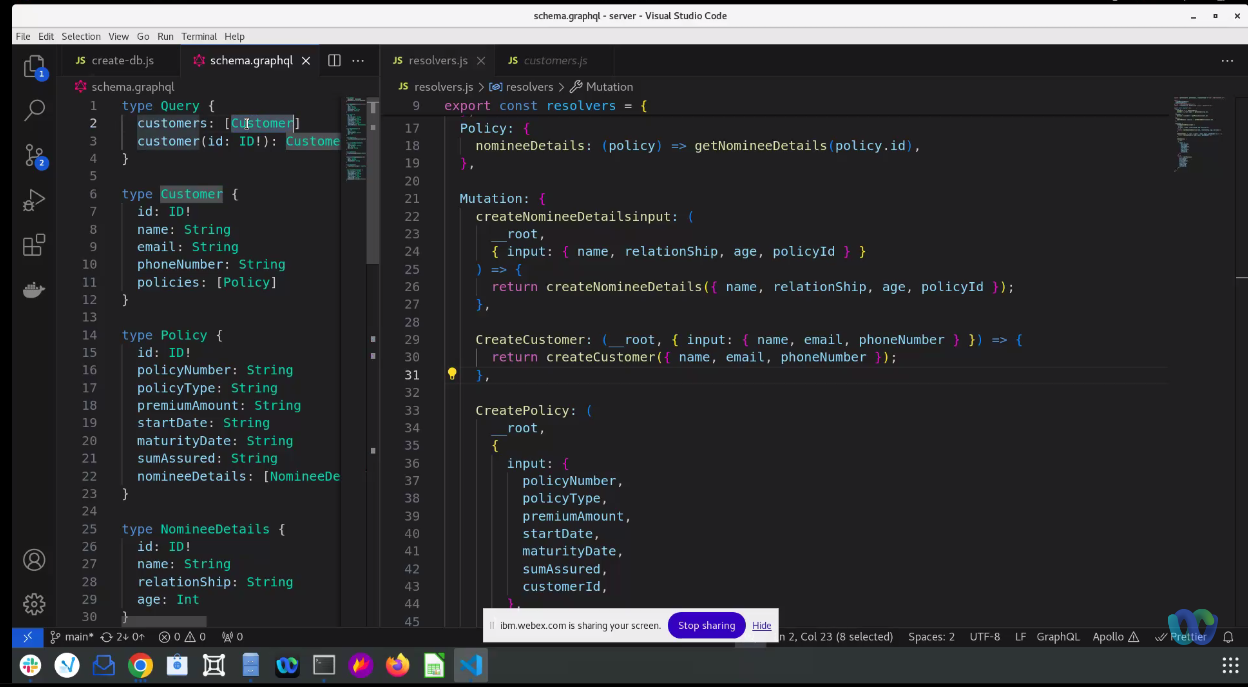 schema.graphql - server - Visual Studio Code
File Edit Selection View Go Run Terminal Help
JS create-db.js schema.graphql JS resolvers.js JS customers.js
schema.graphql
1 type Query {
2 customers: [Customer]
3 customer(id: ID!): Custome
4 }
5
6 type Customer {
7 id: ID!
8 name: String
9 email: String
10 phoneNumber: String
11 policies: [Policy]
12 }
13
14 type Policy {
15 id: ID!
16 policyNumber: String
17 policyType: String
18 premiumAmount: String
19 startDate: String
20 maturityDate: String
21 sumAssured: String
22 nomineeDetails: [NomineeDe
23 }
24
25 type NomineeDetails {
26 id: ID!
27 name: String
28 relationShip: String
29 age: Int
30 }
JS resolvers.js > resolvers > Mutation
9 export const resolvers = {
17 Policy: {
18 nomineeDetails: (policy) => getNomineeDetails(policy.id),
19 },
20
21 Mutation: {
22 createNomineeDetailsinput: (
23 __root,
24 { input: { name, relationShip, age, policyId } }
25 ) => {
26 return createNomineeDetails({ name, relationShip, age, policyId });
27 },
28
29 CreateCustomer: (__root, { input: { name, email, phoneNumber } }) => {
30 return createCustomer({ name, email, phoneNumber });
31 },
32
33 CreatePolicy: (
34 __root,
35 {
36 input: {
37 policyNumber,
38 policyType,
39 premiumAmount,
40 startDate,
41 maturityDate,
42 sumAssured,
43 customerId,
44 },
45
1
2
ibm.webex.com is sharing your screen. Stop sharing Hide
main* 2↓ 0↑ 0 0 0 n 2, Col 23 (8 selected) Spaces: 2 UTF-8 LF GraphQL Apollo Prettier